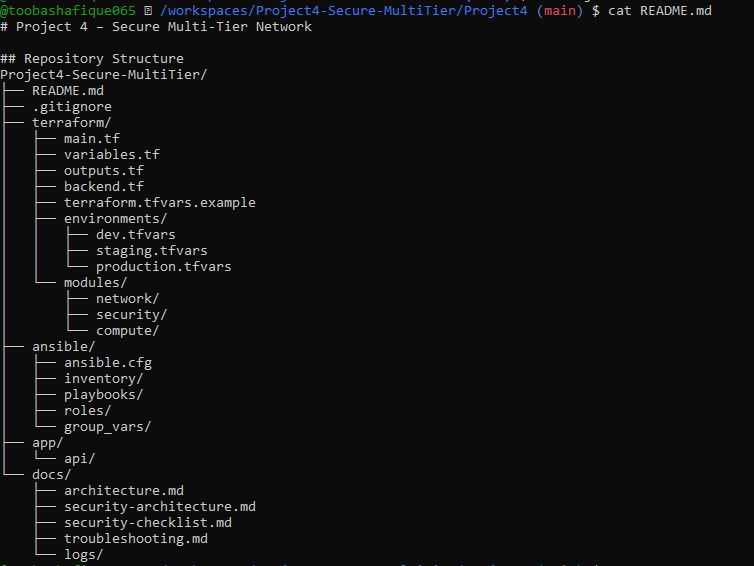 @toobashafique065 /workspaces/Project4-Secure-MultiTier/Project4 (main) $ cat README.md
# Project 4 – Secure Multi-Tier Network
## Repository Structure
Project4-Secure-MultiTier/
├── README.md
├── .gitignore
├── terraform/
│   ├── main.tf
│   ├── variables.tf
│   ├── outputs.tf
│   ├── backend.tf
│   ├── terraform.tfvars.example
│   ├── environments/
│   │   ├── dev.tfvars
│   │   ├── staging.tfvars
│   │   └── production.tfvars
│   └── modules/
│       ├── network/
│       ├── security/
│       └── compute/
├── ansible/
│   ├── ansible.cfg
│   ├── inventory/
│   ├── playbooks/
│   ├── roles/
│   └── group_vars/
├── app/
│   └── api/
└── docs/
    ├── architecture.md
    ├── security-architecture.md
    ├── security-checklist.md
    ├── troubleshooting.md
    └── logs/